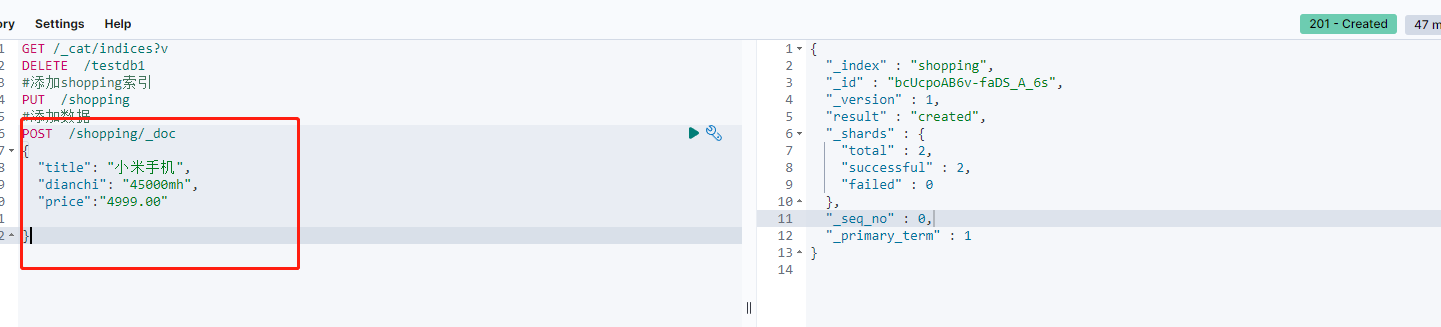 ory Settings Help 201 - Created 47 m
1 GET /_cat/indices?v
2 DELETE /testdb1
3 #添加shopping索引
4 PUT /shopping
5 #添加数据
6 POST /shopping/_doc
7 {
8 "title": "小米手机",
9 "dianchi": "45000mh",
0 "price":"4999.00"
1
2 }
1 {
2 "_index" : "shopping",
3 "_id" : "bcUcpoAB6v-faDS_A_6s",
4 "_version" : 1,
5 "result" : "created",
6 "_shards" : {
7 "total" : 2,
8 "successful" : 2,
9 "failed" : 0
10 },
11 "_seq_no" : 0,
12 "_primary_term" : 1
13 }
14